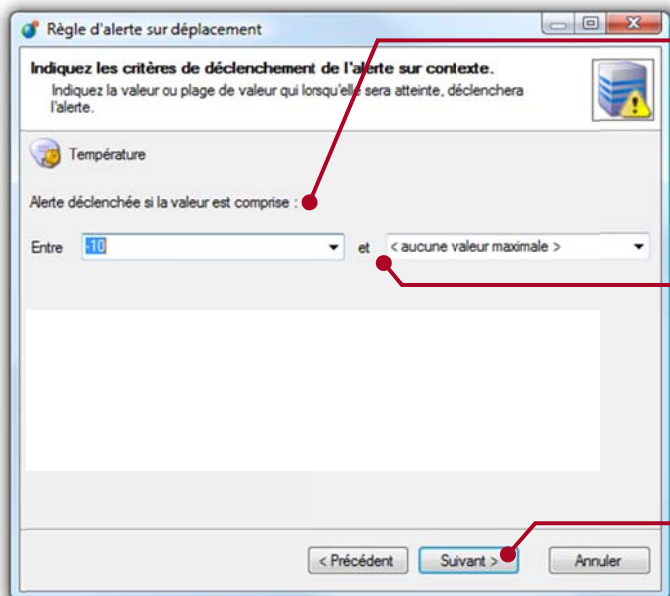 Règle d'alerte sur déplacement
Indiquez les critères de déclenchement de l'alerte sur contexte.
Indiquez la valeur ou plage de valeur qui lorsqu'elle sera atteinte, déclenchera
l'alerte.
Température
Alerte déclenchée si la valeur est comprise :
Entre -10 et < aucune valeur maximale >
< Précédent Suivant > Annuler